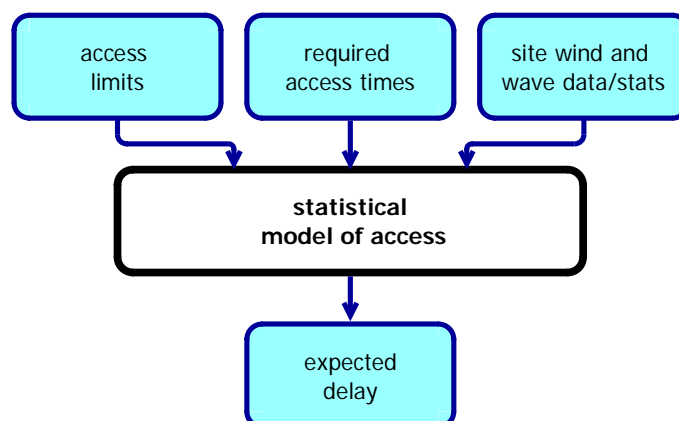 access
limits
required
access times
site wind and
wave data/stats
statistical
model of access
expected
delay